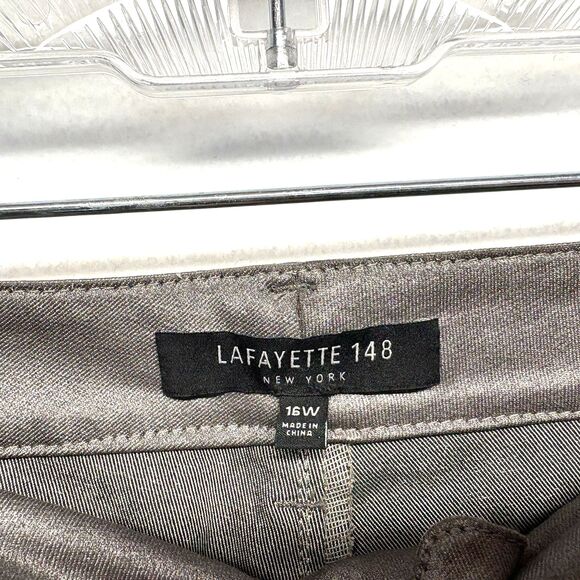 LAFAYETTE 148
NEW YORK
16W
MADE IN
CHINA